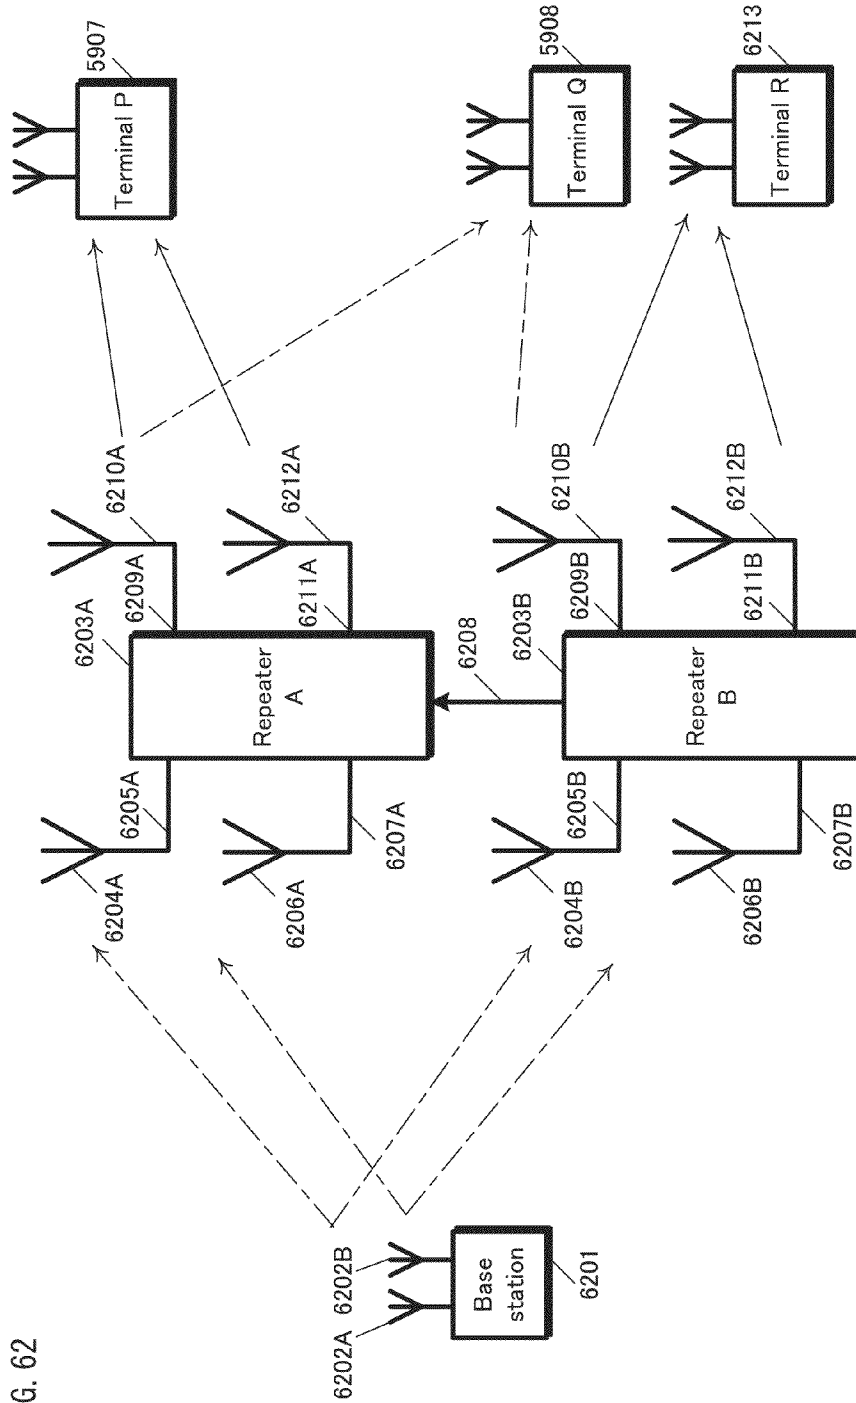 G. 62
6202A
6202B
Base
station
6201
6204A
6205A
6203A
6206A
6207A
Repeater
A
6209A
6210A
6211A
6212A
6208
6204B
6205B
6203B
6206B
6207B
Repeater
B
6209B
6210B
6211B
6212B
Terminal P
5907
Terminal Q
5908
Terminal R
6213